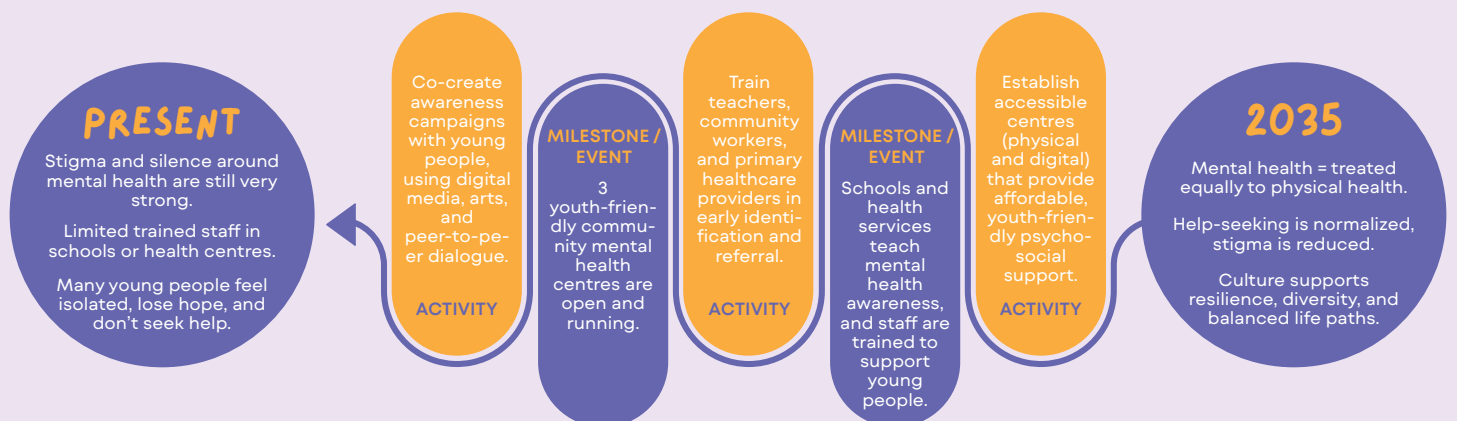 PRESENT
Stigma and silence around
mental health are still very
strong.
Limited trained staff in
schools or health centres.
Many young people feel
isolated, lose hope, and
don't seek help.
Co-create
awareness
campaigns
with young
people,
using digital
media, arts,
and
peer-to-pe-
er dialogue.
ACTIVITY
MILESTONE /
EVENT
3
youth-frien-
dly commu-
nity mental
health
centres are
open and
running.
Train
teachers,
community
workers,
and primary
healthcare
providers in
early identi-
fication and
referral.
ACTIVITY
MILESTONE /
EVENT
Schools and
health
services
teach
mental
health
awareness,
and staff are
trained to
support
young
people.
Establish
accessible
centres
(physical
and digital)
that provide
affordable,
youth-frien-
dly psycho-
social
support.
ACTIVITY
2035
Mental health = treated
equally to physical health.
Help-seeking is normalized,
stigma is reduced.
Culture supports
resilience, diversity, and
balanced life paths.